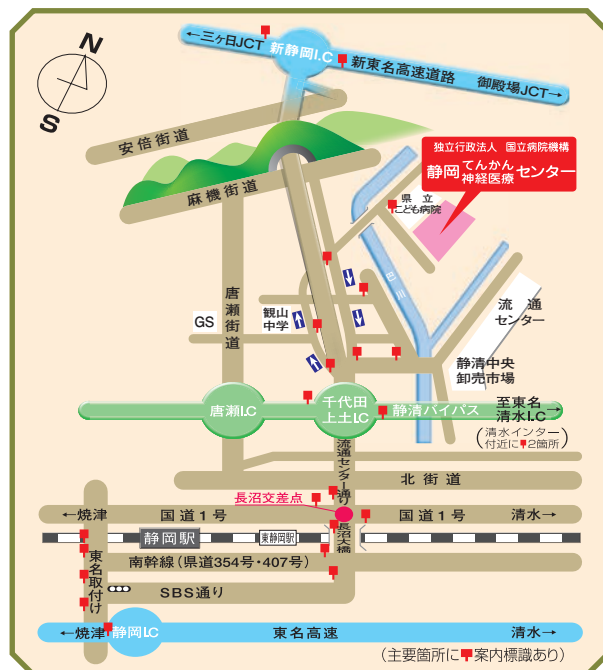 N
S
←三ケ日JCT
新静岡I.C
新東名高速道路
御殿場JCT→
安倍街道
麻機街道
独立行政法人 国立病院機構
静岡てんかん神経医療センター
県立
こども病院
巴川
唐瀬街道
GS
観山
中学
流通
センター
静清中央
卸売市場
唐瀬I.C
千代田
上土I.C
静清バイパス
至東名
清水I.C
(清水インター
付近に2箇所)
流通センター通り
北街道
長沼交差点
←焼津
国道1号
国道1号
清水→
静岡駅
東静岡駅
長沼大橋
東名取付け
南幹線(県道354号・407号)
SBS通り
←焼津
静岡I.C
東名高速
清水→
(主要箇所に案内標識あり)